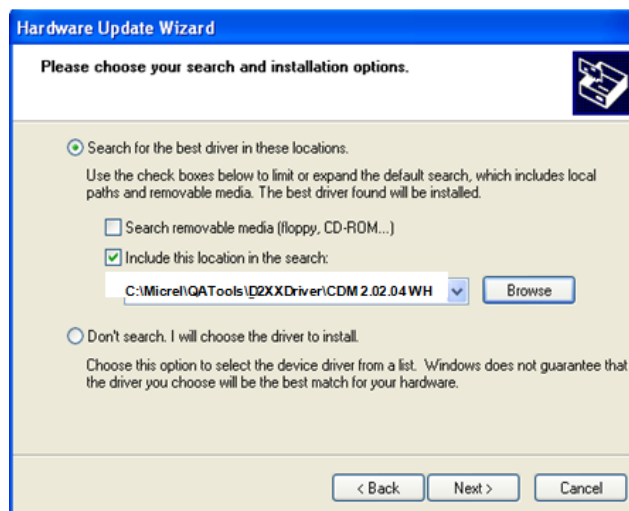 Hardware Update Wizard
Please choose your search and installation options.
Search for the best driver in these locations.
Use the check boxes below to limit or expand the default search, which includes local
paths and removable media. The best driver found will be installed.
Search removable media (floppy, CD-ROM...)
Include this location in the search:
C:\Micrel\QATools\D2XXDriver\CDM 2.02.04 WH
Browse
Don't search. I will choose the driver to install.
Choose this option to select the device driver from a list. Windows does not guarantee that
the driver you choose will be the best match for your hardware.
< Back
Next >
Cancel